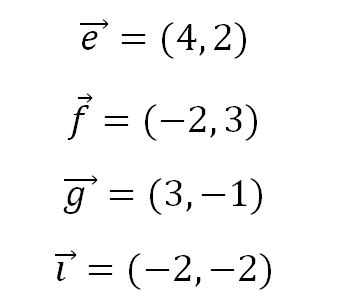 e⃗ = (4, 2)
f⃗ = (−2, 3)
g⃗ = (3, −1)
ı⃗ = (−2, −2)